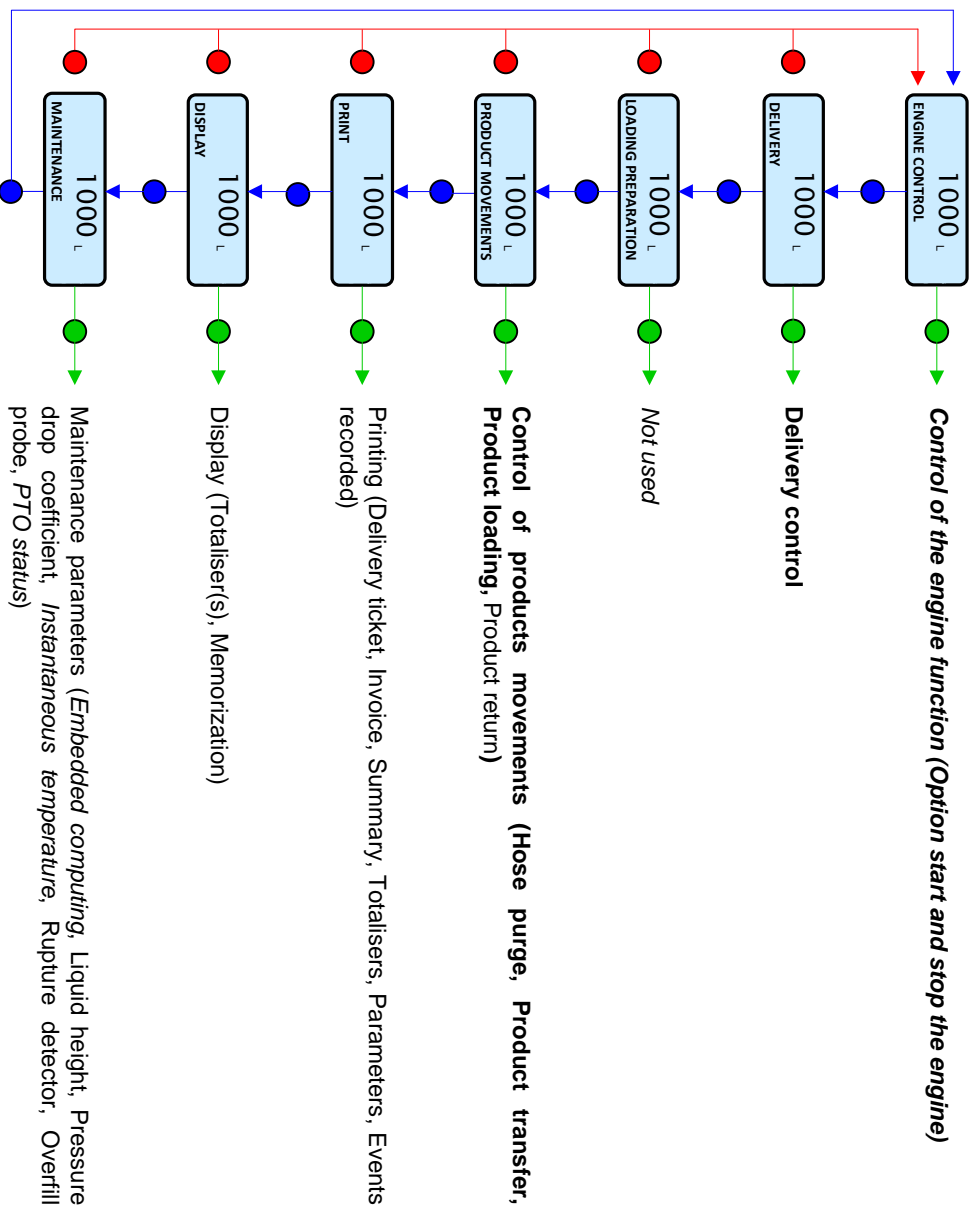 1000 L
ENGINE CONTROL
Control of the engine function (Option start and stop the engine)
1000 L
DELIVERY
Delivery control
1000 L
LOADING PREPARATION
Not used
1000 L
PRODUCT MOVEMENTS
Control of products movements (Hose purge, Product transfer,
Product loading, Product return)
1000 L
PRINT
Printing (Delivery ticket, Invoice, Summary, Totalisers, Parameters, Events
recorded)
1000 L
DISPLAY
Display (Totaliser(s), Memorization)
1000 L
MAINTENANCE
Maintenance parameters (Embedded computing, Liquid height, Pressure
drop coefficient, Instantaneous temperature, Rupture detector, Overfill
probe, PTO status)